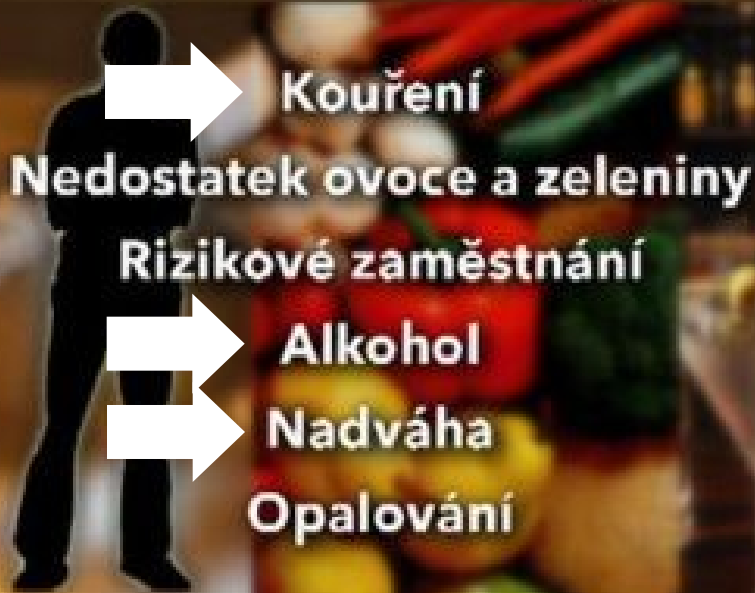 Kouření
Nedostatek ovoce a zeleniny
Rizikové zaměstnání
Alkohol
Nadváha
Opalování